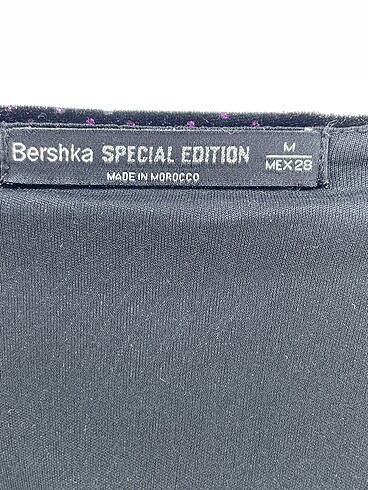 Bershka SPECIAL EDITION
MADE IN MOROCCO
M
MEX 28